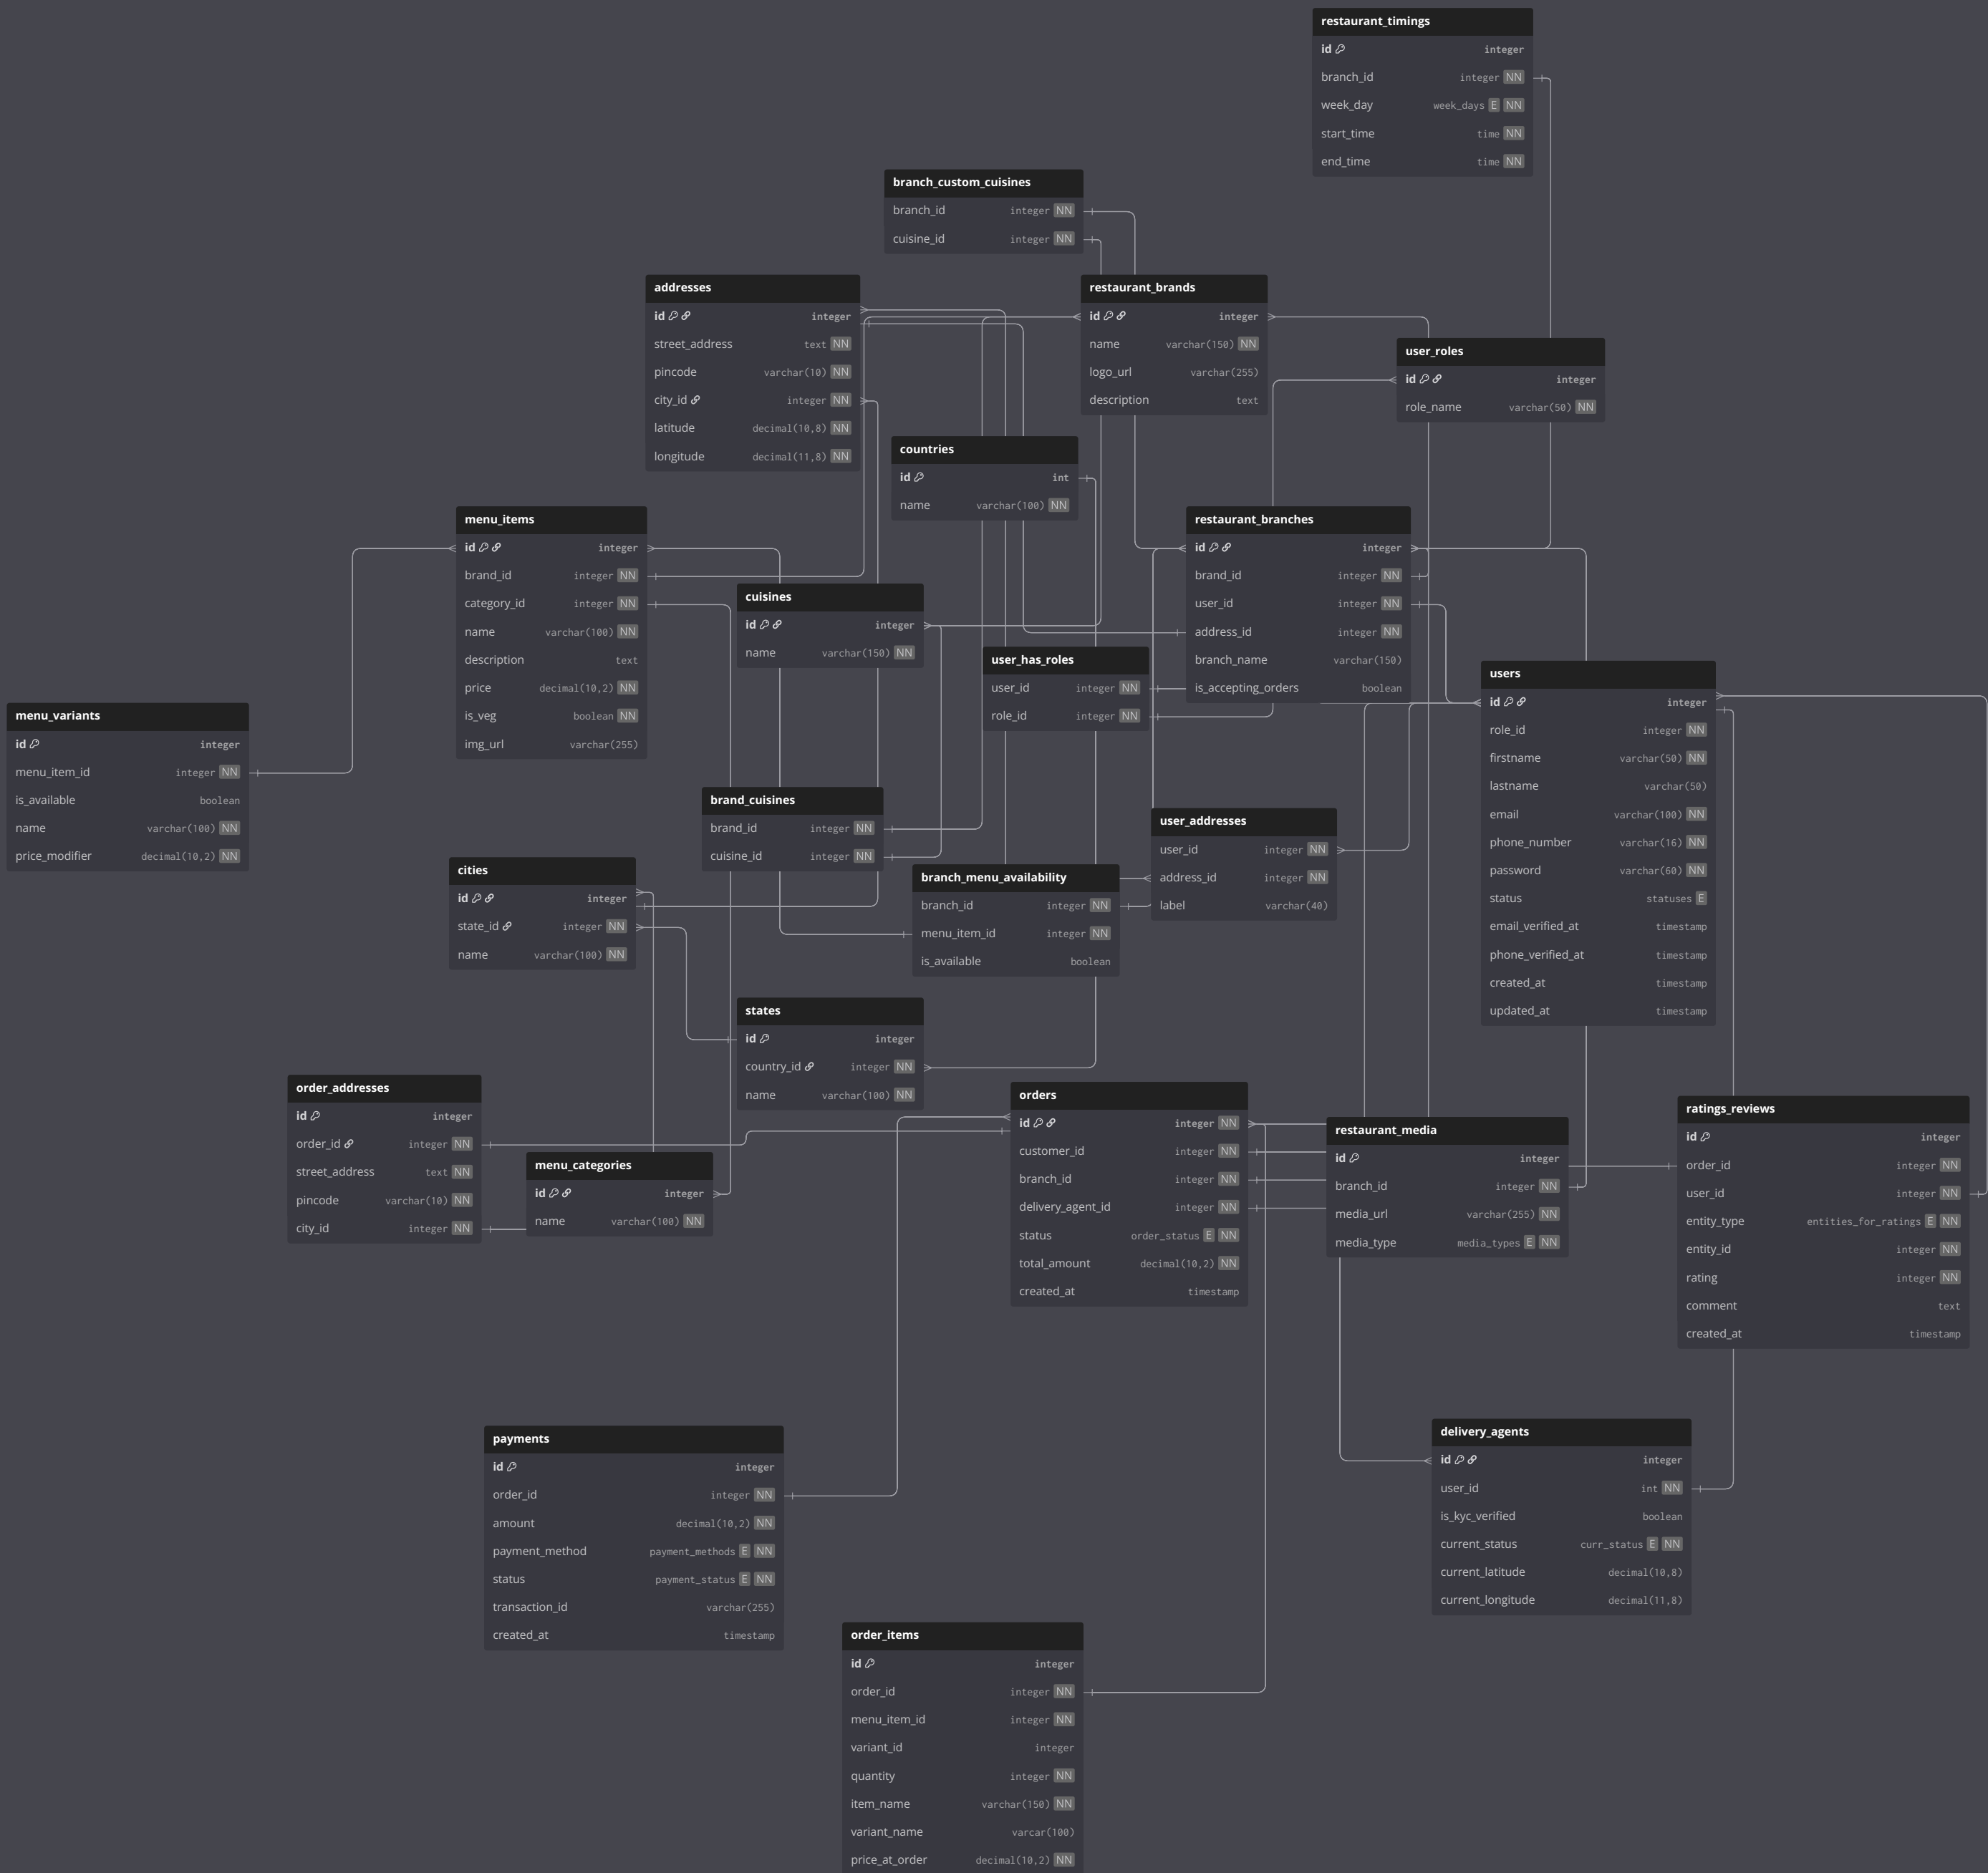 restaurant_timings
id integer
branch_id integer NN
week_day week_days E NN
start_time time NN
end_time time NN
branch_custom_cuisines
branch_id integer NN
cuisine_id integer NN
addresses
id integer
street_address text NN
pincode varchar(10) NN
city_id integer NN
latitude decimal(10,8) NN
longitude decimal(11,8) NN
restaurant_brands
id integer
name varchar(150) NN
logo_url varchar(255)
description text
user_roles
id integer
role_name varchar(50) NN
countries
id int
name varchar(100) NN
menu_items
id integer
brand_id integer NN
category_id integer NN
name varchar(100) NN
description text
price decimal(10,2) NN
is_veg boolean NN
img_url varchar(255)
restaurant_branches
id integer
brand_id integer NN
user_id integer NN
address_id integer NN
branch_name varchar(150)
is_accepting_orders boolean
cuisines
id integer
name varchar(150) NN
user_has_roles
user_id integer NN
role_id integer NN
users
id integer
role_id integer NN
firstname varchar(50) NN
lastname varchar(50)
email varchar(100) NN
phone_number varchar(16) NN
password varchar(60) NN
status statuses E
email_verified_at timestamp
phone_verified_at timestamp
created_at timestamp
updated_at timestamp
menu_variants
id integer
menu_item_id integer NN
is_available boolean
name varchar(100) NN
price_modifier decimal(10,2) NN
brand_cuisines
brand_id integer NN
cuisine_id integer NN
user_addresses
user_id integer NN
address_id integer NN
label varchar(40)
cities
id integer
state_id integer NN
name varchar(100) NN
branch_menu_availability
branch_id integer NN
menu_item_id integer NN
is_available boolean
states
id integer
country_id integer NN
name varchar(100) NN
order_addresses
id integer
order_id integer NN
street_address text NN
pincode varchar(10) NN
city_id integer NN
menu_categories
id integer
name varchar(100) NN
orders
id integer NN
customer_id integer NN
branch_id integer NN
delivery_agent_id integer NN
status order_status E NN
total_amount decimal(10,2) NN
created_at timestamp
restaurant_media
id integer
branch_id integer NN
media_url varchar(255) NN
media_type media_types E NN
ratings_reviews
id integer
order_id integer NN
user_id integer NN
entity_type entities_for_ratings E NN
entity_id integer NN
rating integer NN
comment text
created_at timestamp
payments
id integer
order_id integer NN
amount decimal(10,2) NN
payment_method payment_methods E NN
status payment_status E NN
transaction_id varchar(255)
created_at timestamp
delivery_agents
id integer
user_id int NN
is_kyc_verified boolean
current_status curr_status E NN
current_latitude decimal(10,8)
current_longitude decimal(11,8)
order_items
id integer
order_id integer NN
menu_item_id integer NN
variant_id integer
quantity integer NN
item_name varchar(150) NN
variant_name varcar(100)
price_at_order decimal(10,2) NN